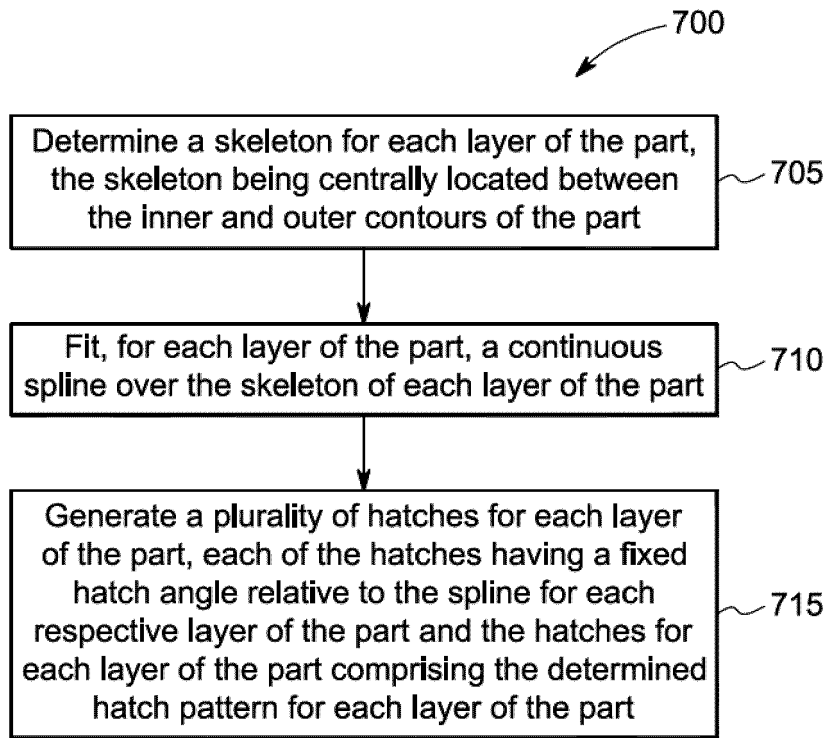 700
Determine a skeleton for each layer of the part,
the skeleton being centrally located between
the inner and outer contours of the part
705
Fit, for each layer of the part, a continuous
spline over the skeleton of each layer of the part
710
Generate a plurality of hatches for each layer
of the part, each of the hatches having a fixed
hatch angle relative to the spline for each
respective layer of the part and the hatches for
each layer of the part comprising the determined
hatch pattern for each layer of the part
715